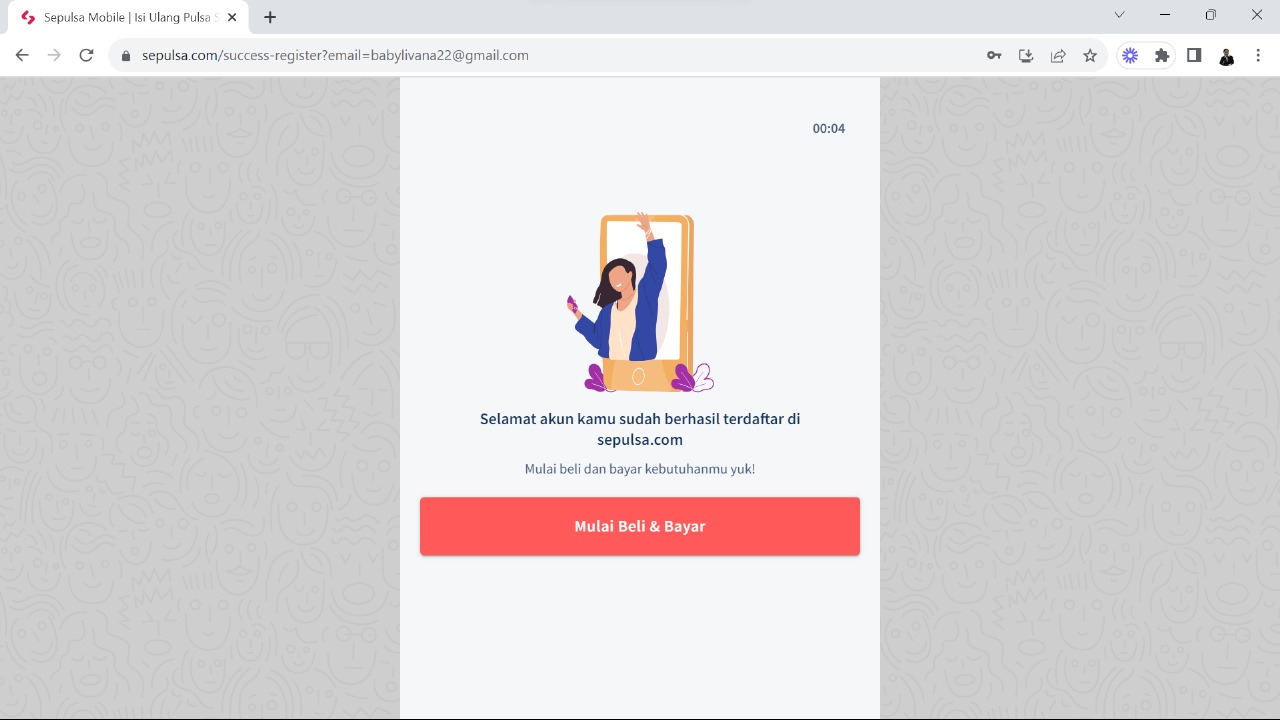 Sepulsa Mobile | Isi Ulang Pulsa
sepulsa.com/success-register?email=babylivana22@gmail.com
00:04
Selamat akun kamu sudah berhasil terdaftar di
sepulsa.com
Mulai beli dan bayar kebutuhanmu yuk!
Mulai Beli & Bayar